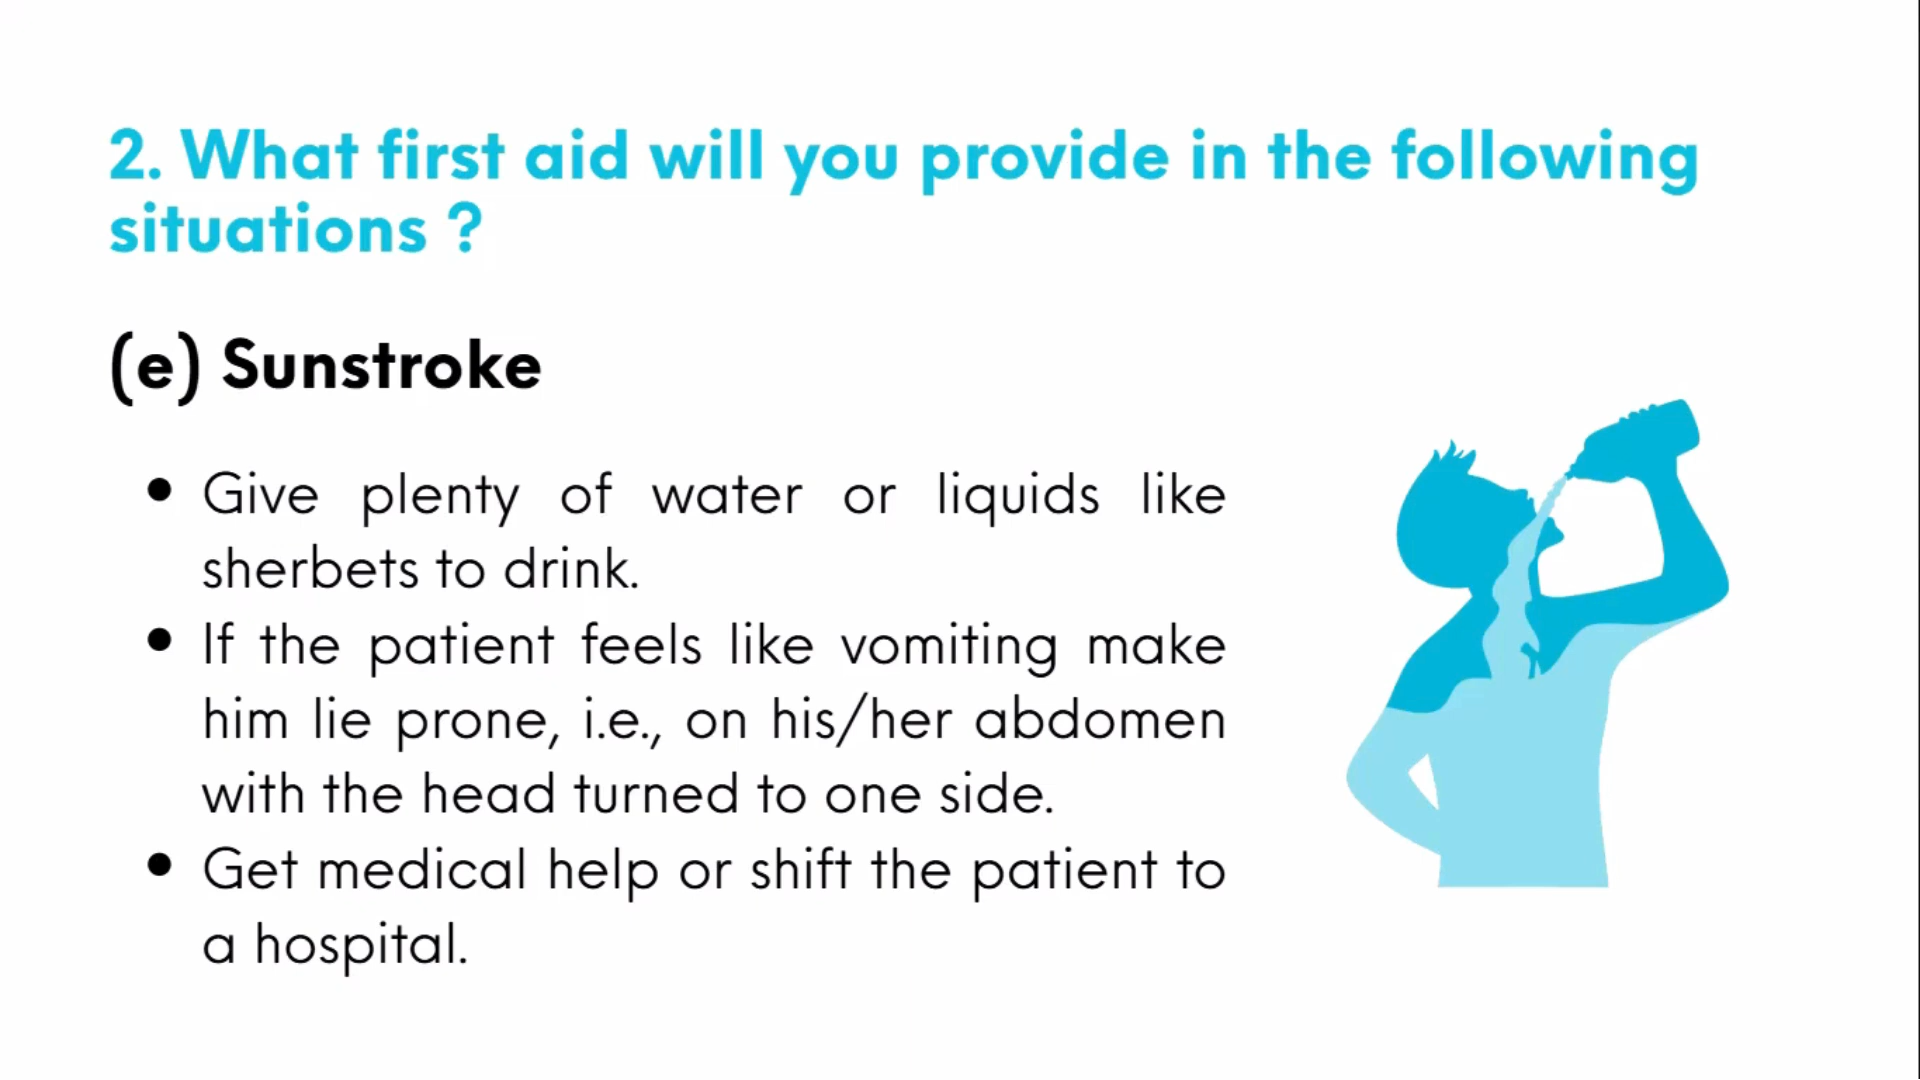 2. What first aid will you provide in the following
situations ?
(e) Sunstroke
• Give plenty of water or liquids like
sherbets to drink.
• If the patient feels like vomiting make
him lie prone, i.e., on his/her abdomen
with the head turned to one side.
• Get medical help or shift the patient to
a hospital.